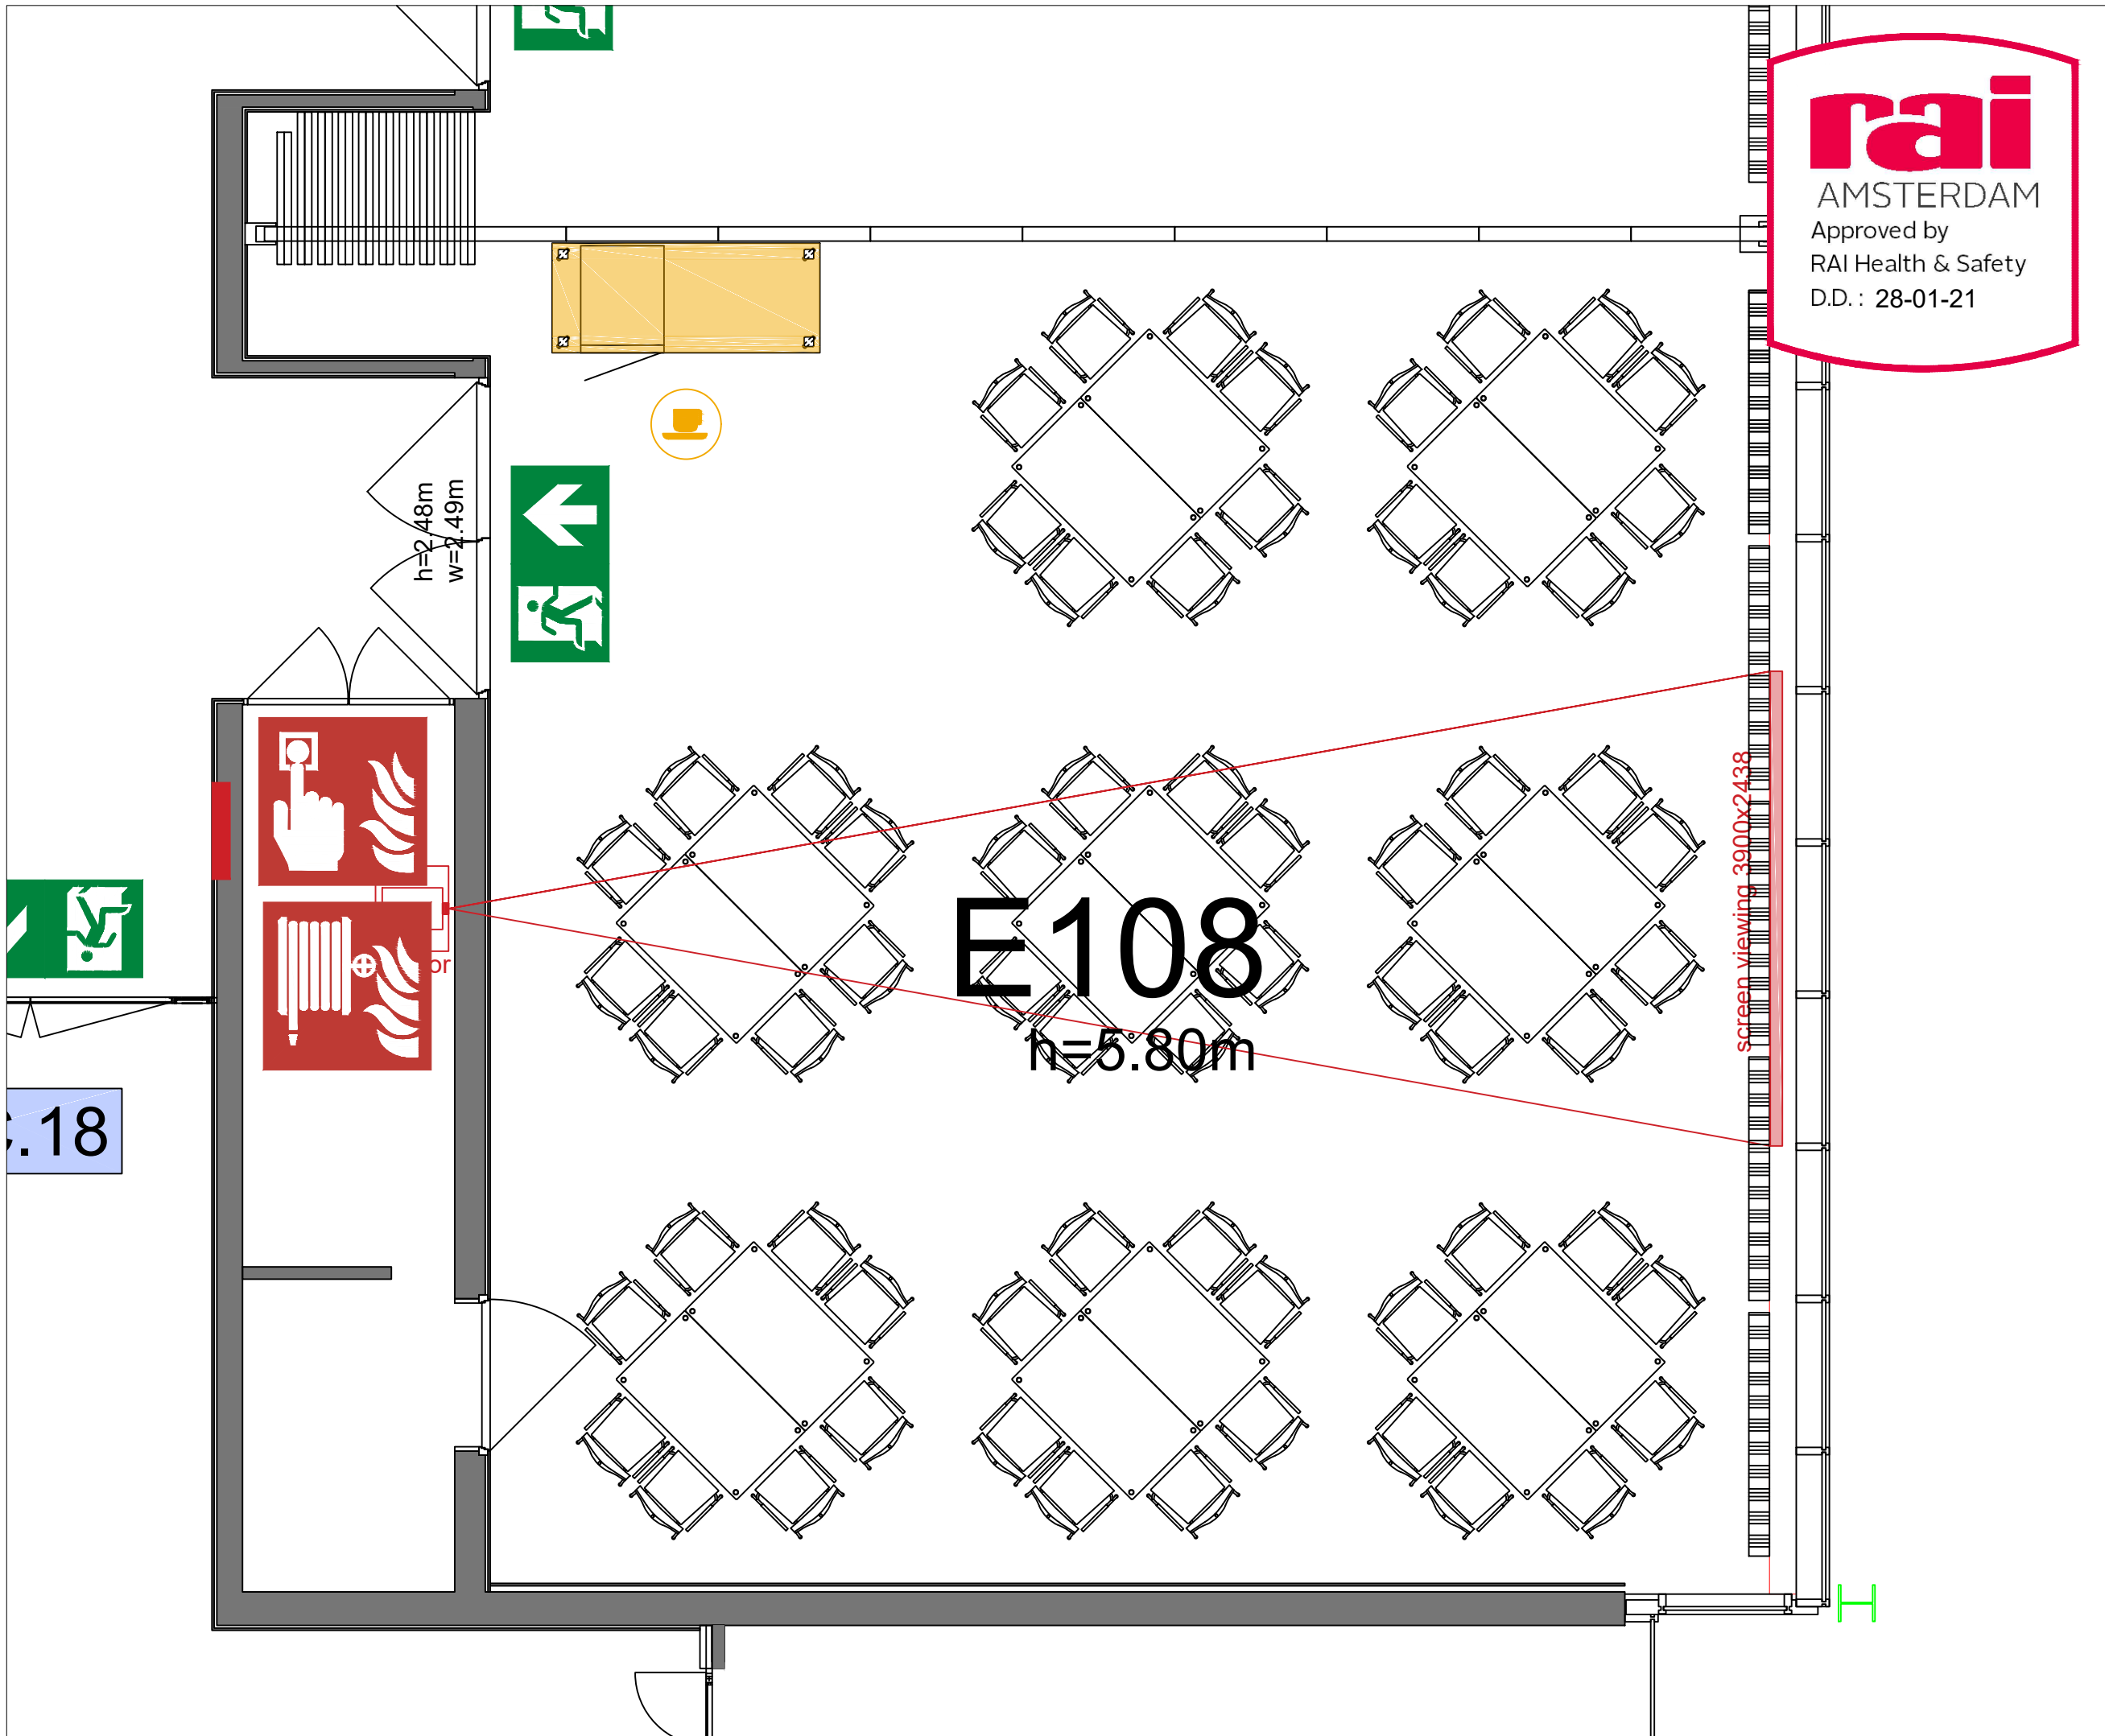 rai
AMSTERDAM
Approved by
RAI Health & Safety
D.D. : 28-01-21
h=2.48m
w=2.49m
screen viewing 3900x2438
E108
h=5.80m
.18
H